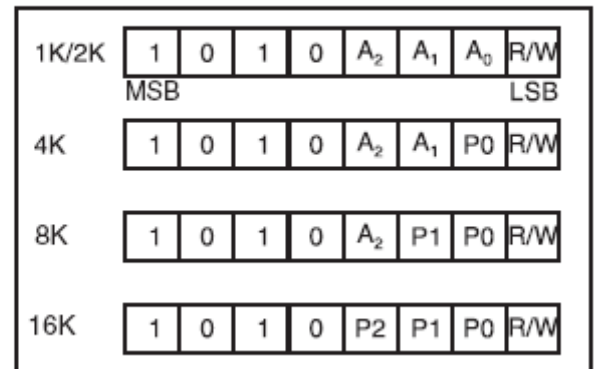 1K/2K 1 0 1 0 A₂ A₁ A₀ R/W
MSB LSB
4K 1 0 1 0 A₂ A₁ P0 R/W
8K 1 0 1 0 A₂ P1 P0 R/W
16K 1 0 1 0 P2 P1 P0 R/W